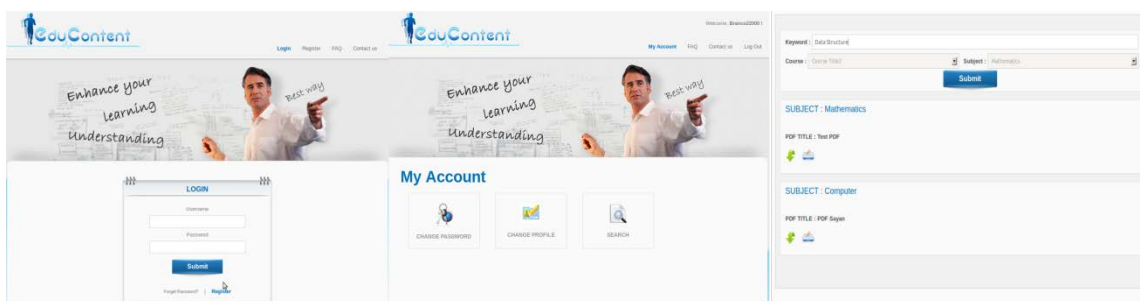 eduContent
Login Register FAQ Contact us
Enhance your
Learning
Understanding
Best way
LOGIN
Username
Password
Submit
Forget Password? | Register
eduContent
My Account FAQ Contact us Log Out
Enhance your
Learning
Understanding
Best way
My Account
CHANGE PASSWORD
CHANGE PROFILE
SEARCH
Keyword : Data Structure
Course : Subject : Mathematics
Submit
SUBJECT : Mathematics
PDF TITLE : Test PDF
SUBJECT : Computer
PDF TITLE : PDF Sayan